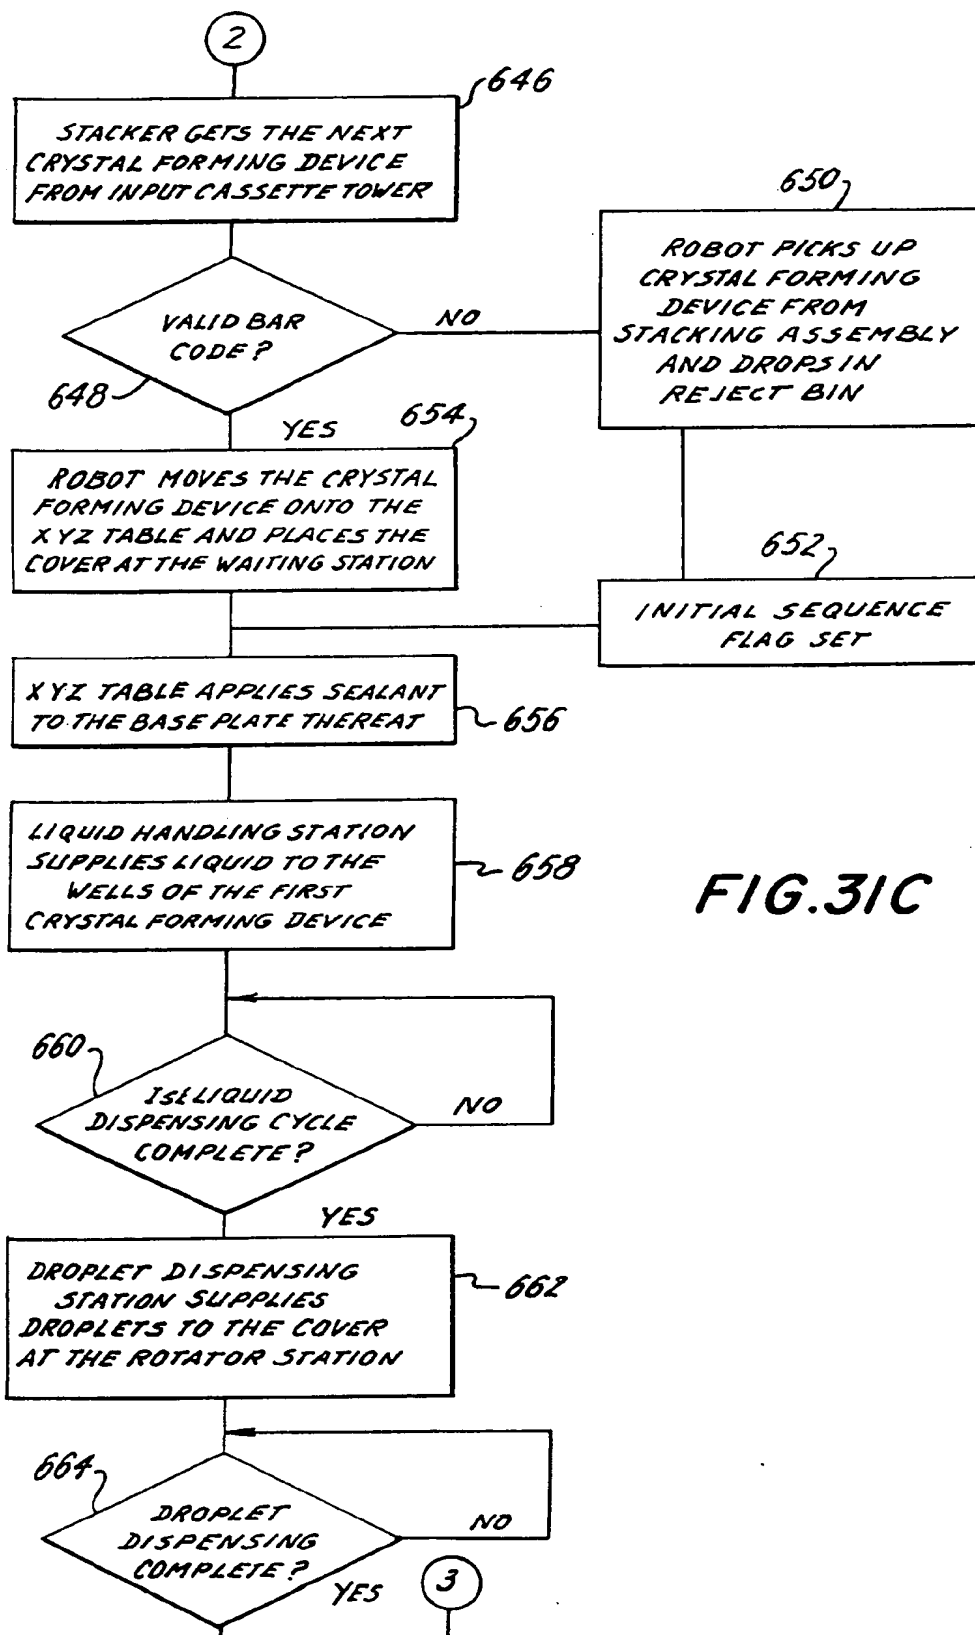 2
646
STACKER GETS THE NEXT
CRYSTAL FORMING DEVICE
FROM INPUT CASSETTE TOWER
650
ROBOT PICKS UP
CRYSTAL FORMING
DEVICE FROM
STACKING ASSEMBLY
AND DROPS IN
REJECT BIN
VALID BAR
CODE?
NO
648
YES
654
ROBOT MOVES THE CRYSTAL
FORMING DEVICE ONTO THE
XYZ TABLE AND PLACES THE
COVER AT THE WAITING STATION
652
INITIAL SEQUENCE
FLAG SET
XYZ TABLE APPLIES SEALANT
TO THE BASE PLATE THEREAT
656
LIQUID HANDLING STATION
SUPPLIES LIQUID TO THE
WELLS OF THE FIRST
CRYSTAL FORMING DEVICE
658
FIG.31C
660
1st LIQUID
DISPENSING CYCLE
COMPLETE?
NO
YES
DROPLET DISPENSING
STATION SUPPLIES
DROPLETS TO THE COVER
AT THE ROTATOR STATION
662
664
DROPLET
DISPENSING
COMPLETE?
NO
YES
3